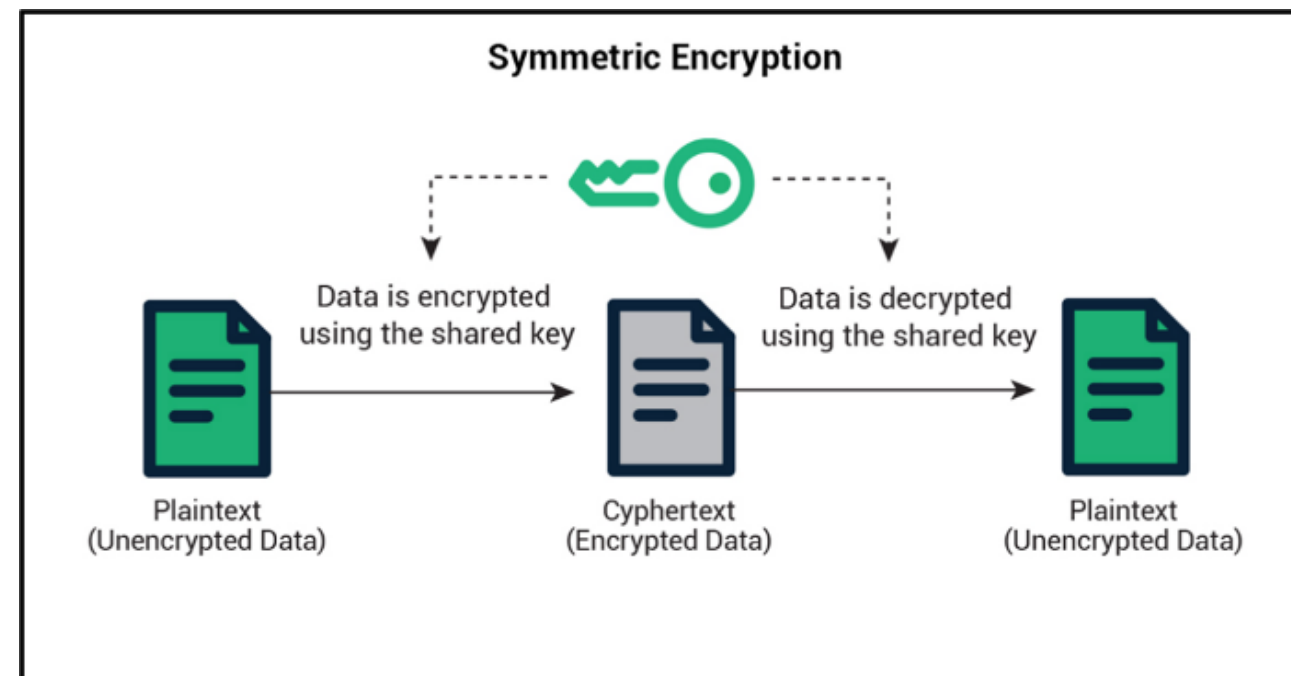 Symmetric Encryption
Data is encrypted
using the shared key
Data is decrypted
using the shared key
Plaintext
(Unencrypted Data)
Cyphertext
(Encrypted Data)
Plaintext
(Unencrypted Data)